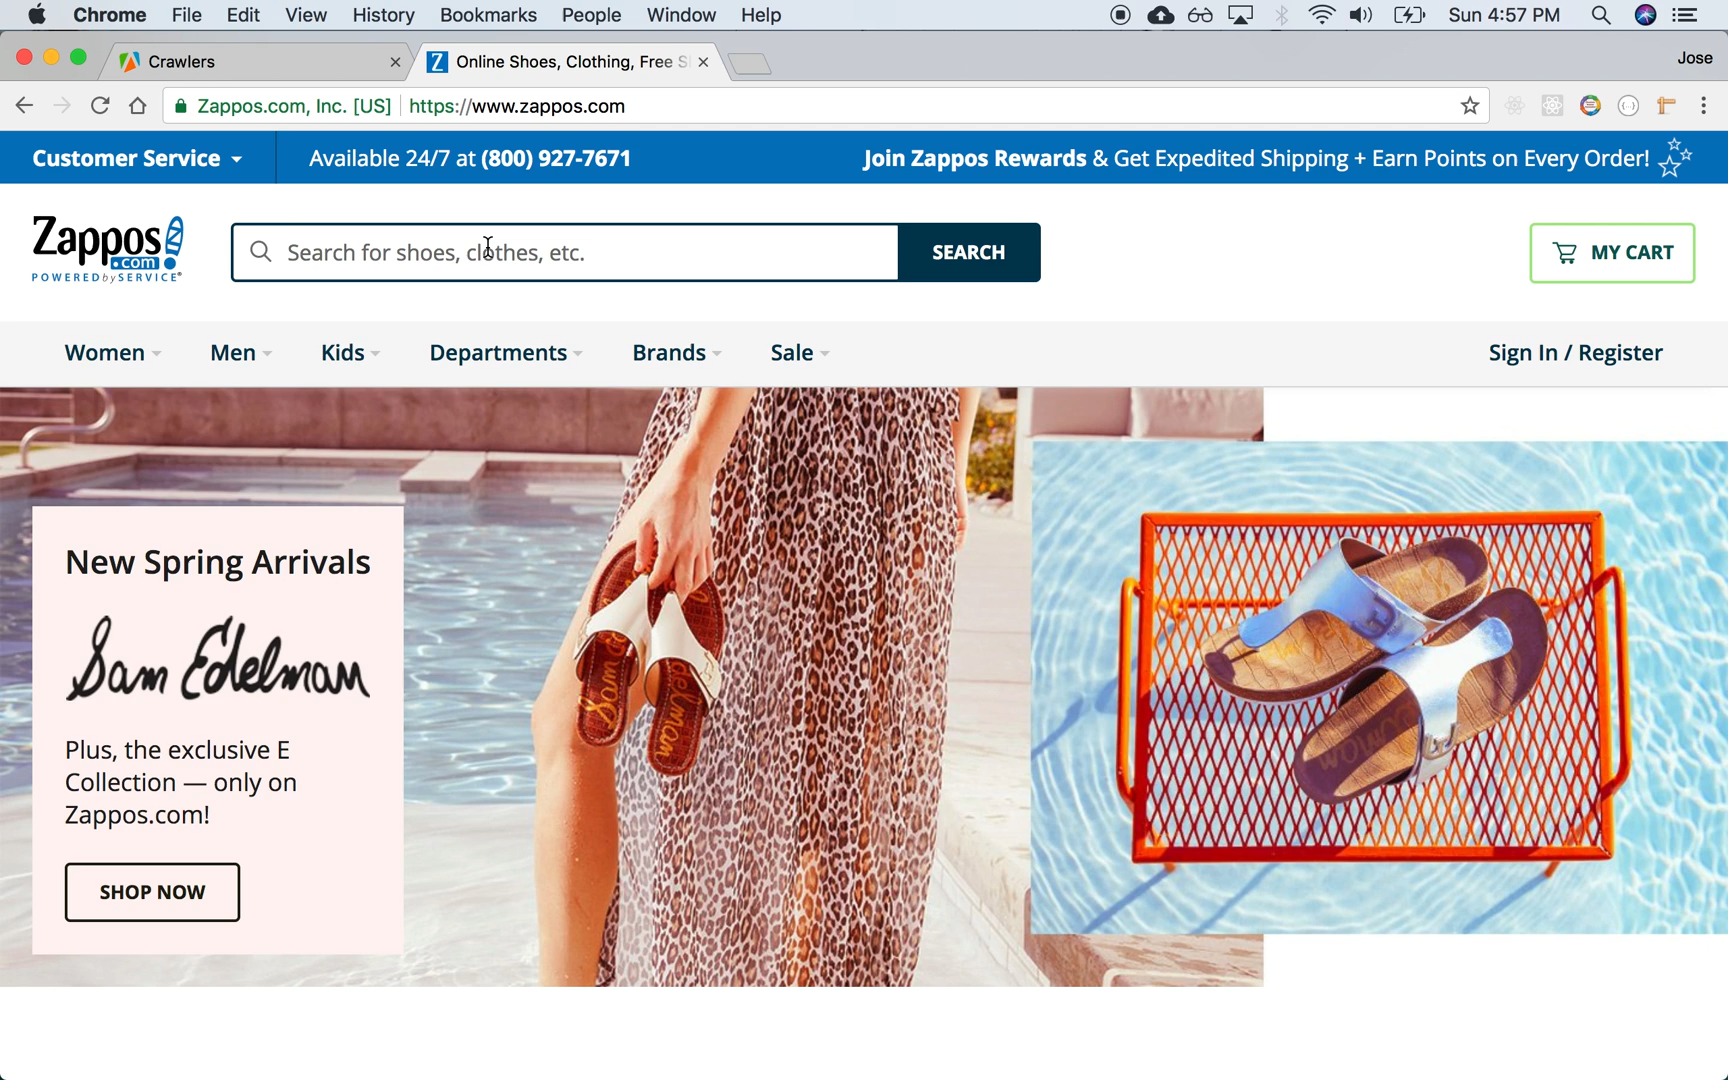 Chrome File Edit View History Bookmarks People Window Help Sun 4:57 PM
Crawlers Online Shoes, Clothing, Free S Jose
Zappos.com, Inc. [US] https://www.zappos.com
Customer Service Available 24/7 at (800) 927-7671 Join Zappos Rewards & Get Expedited Shipping + Earn Points on Every Order!
Zappos
.com
POWERED by SERVICE®
Search for shoes, clothes, etc. SEARCH MY CART
Women Men Kids Departments Brands Sale Sign In / Register
New Spring Arrivals
Sam Edelman
Plus, the exclusive E
Collection — only on
Zappos.com!
SHOP NOW